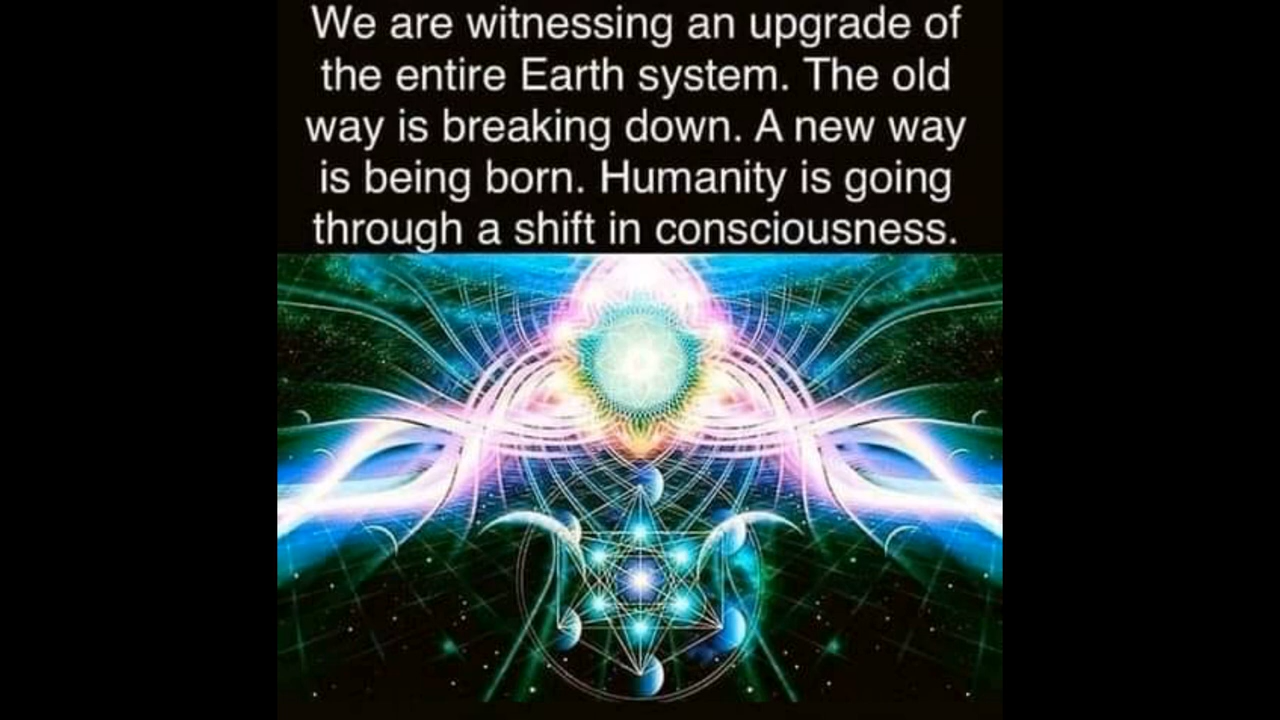 We are witnessing an upgrade of
the entire Earth system. The old
way is breaking down. A new way
is being born. Humanity is going
through a shift in consciousness.